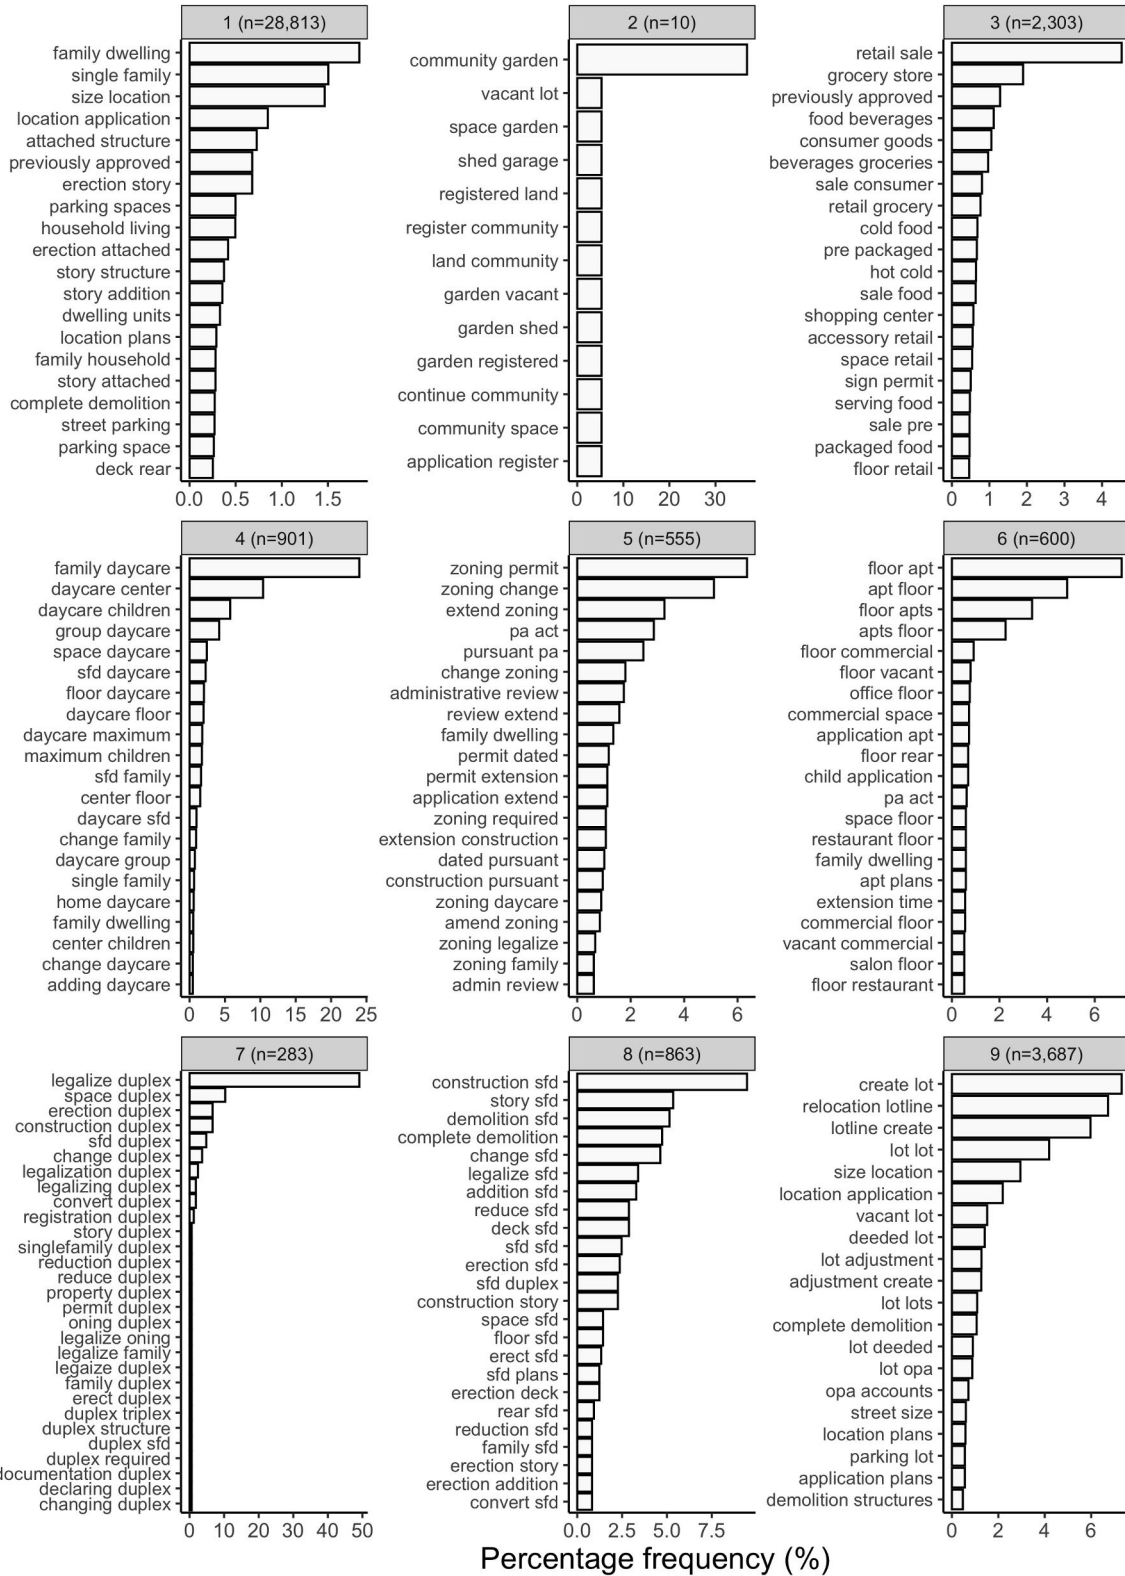 1 (n=28,813)
family dwelling
single family
size location
location application
attached structure
previously approved
erection story
parking spaces
household living
erection attached
story structure
story addition
dwelling units
location plans
family household
story attached
complete demolition
street parking
parking space
deck rear
0.0 0.5 1.0 1.5
2 (n=10)
community garden
vacant lot
space garden
shed garage
registered land
register community
land community
garden vacant
garden shed
garden registered
continue community
community space
application register
0 10 20 30
3 (n=2,303)
retail sale
grocery store
previously approved
food beverages
consumer goods
beverages groceries
sale consumer
retail grocery
cold food
pre packaged
hot cold
sale food
shopping center
accessory retail
space retail
sign permit
serving food
sale pre
packaged food
floor retail
0 1 2 3 4
4 (n=901)
family daycare
daycare center
daycare children
group daycare
space daycare
sfd daycare
floor daycare
daycare floor
daycare maximum
maximum children
sfd family
center floor
daycare sfd
change family
daycare group
single family
home daycare
family dwelling
center children
change daycare
adding daycare
0 5 10 15 20 25
5 (n=555)
zoning permit
zoning change
extend zoning
pa act
pursuant pa
change zoning
administrative review
review extend
family dwelling
permit dated
permit extension
application extend
zoning required
extension construction
dated pursuant
construction pursuant
zoning daycare
amend zoning
zoning legalize
zoning family
admin review
0 2 4 6
6 (n=600)
floor apt
apt floor
floor apts
apts floor
floor commercial
floor vacant
office floor
commercial space
application apt
floor rear
child application
pa act
space floor
restaurant floor
family dwelling
apt plans
extension time
commercial floor
vacant commercial
salon floor
floor restaurant
0 2 4 6
7 (n=283)
legalize duplex
space duplex
erection duplex
construction duplex
sfd duplex
change duplex
legalization duplex
legalizing duplex
convert duplex
registration duplex
story duplex
singlefamily duplex
reduction duplex
reduce duplex
property duplex
permit duplex
oning duplex
legalize oning
legalize family
legaize duplex
family duplex
erect duplex
duplex triplex
duplex structure
duplex sfd
duplex required
documentation duplex
declaring duplex
changing duplex
0 10 20 30 40 50
8 (n=863)
construction sfd
story sfd
demolition sfd
complete demolition
change sfd
legalize sfd
addition sfd
reduce sfd
deck sfd
sfd sfd
erection sfd
sfd duplex
construction story
space sfd
floor sfd
erect sfd
sfd plans
erection deck
rear sfd
reduction sfd
family sfd
erection story
erection addition
convert sfd
0.0 2.5 5.0 7.5
9 (n=3,687)
create lot
relocation lotline
lotline create
lot lot
size location
location application
vacant lot
deeded lot
lot adjustment
adjustment create
lot lots
complete demolition
lot deeded
lot opa
opa accounts
street size
location plans
parking lot
application plans
demolition structures
0 2 4 6
Percentage frequency (%)